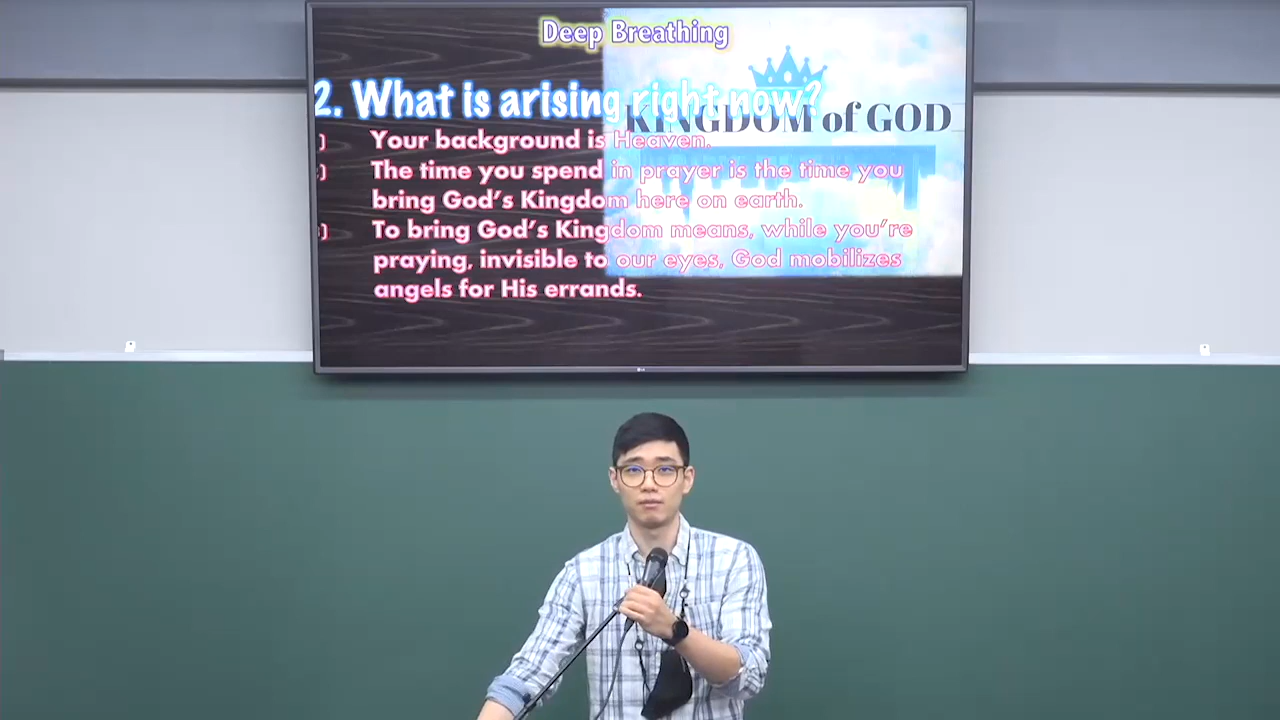 Deep Breathing
2. What is arising right now?
KINGDOM of GOD
Your background is Heaven.
The time you spend in prayer is the time you
bring God's Kingdom here on earth.
To bring God's Kingdom means, while you're
praying, invisible to our eyes, God mobilizes
angels for His errands.
LG